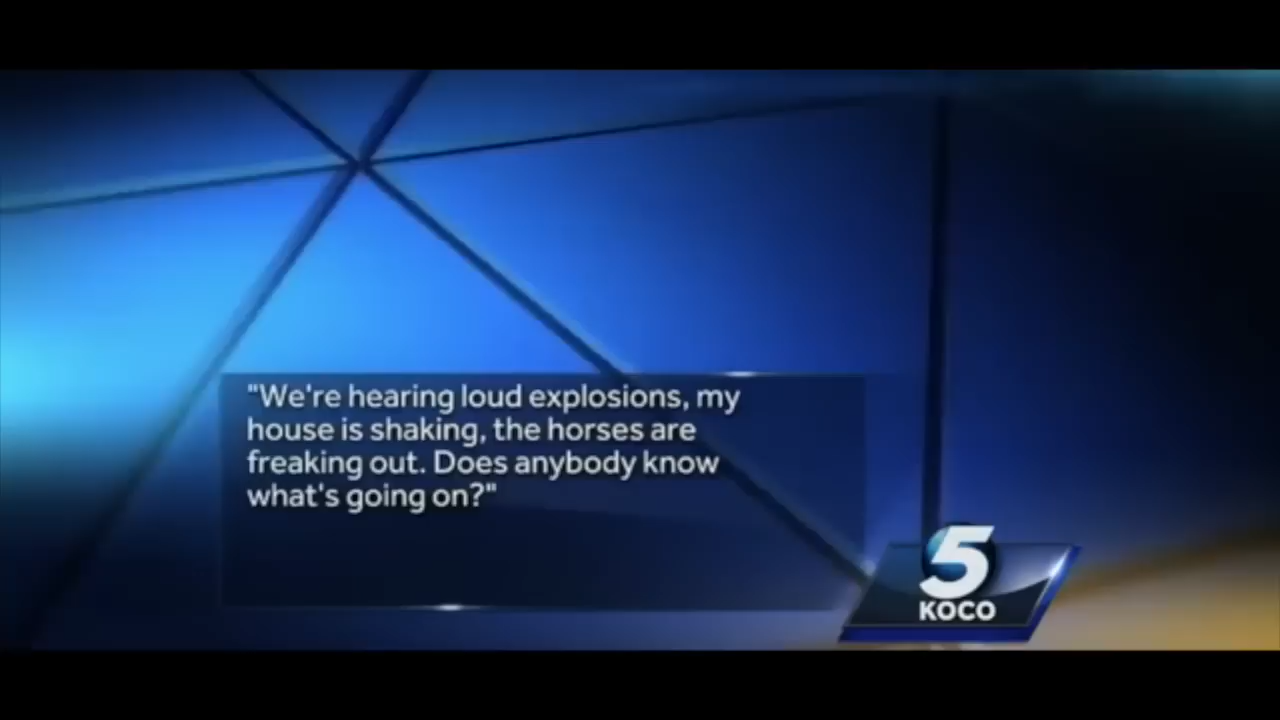 "We're hearing loud explosions, my
house is shaking, the horses are
freaking out. Does anybody know
what's going on?"
5
KOCO